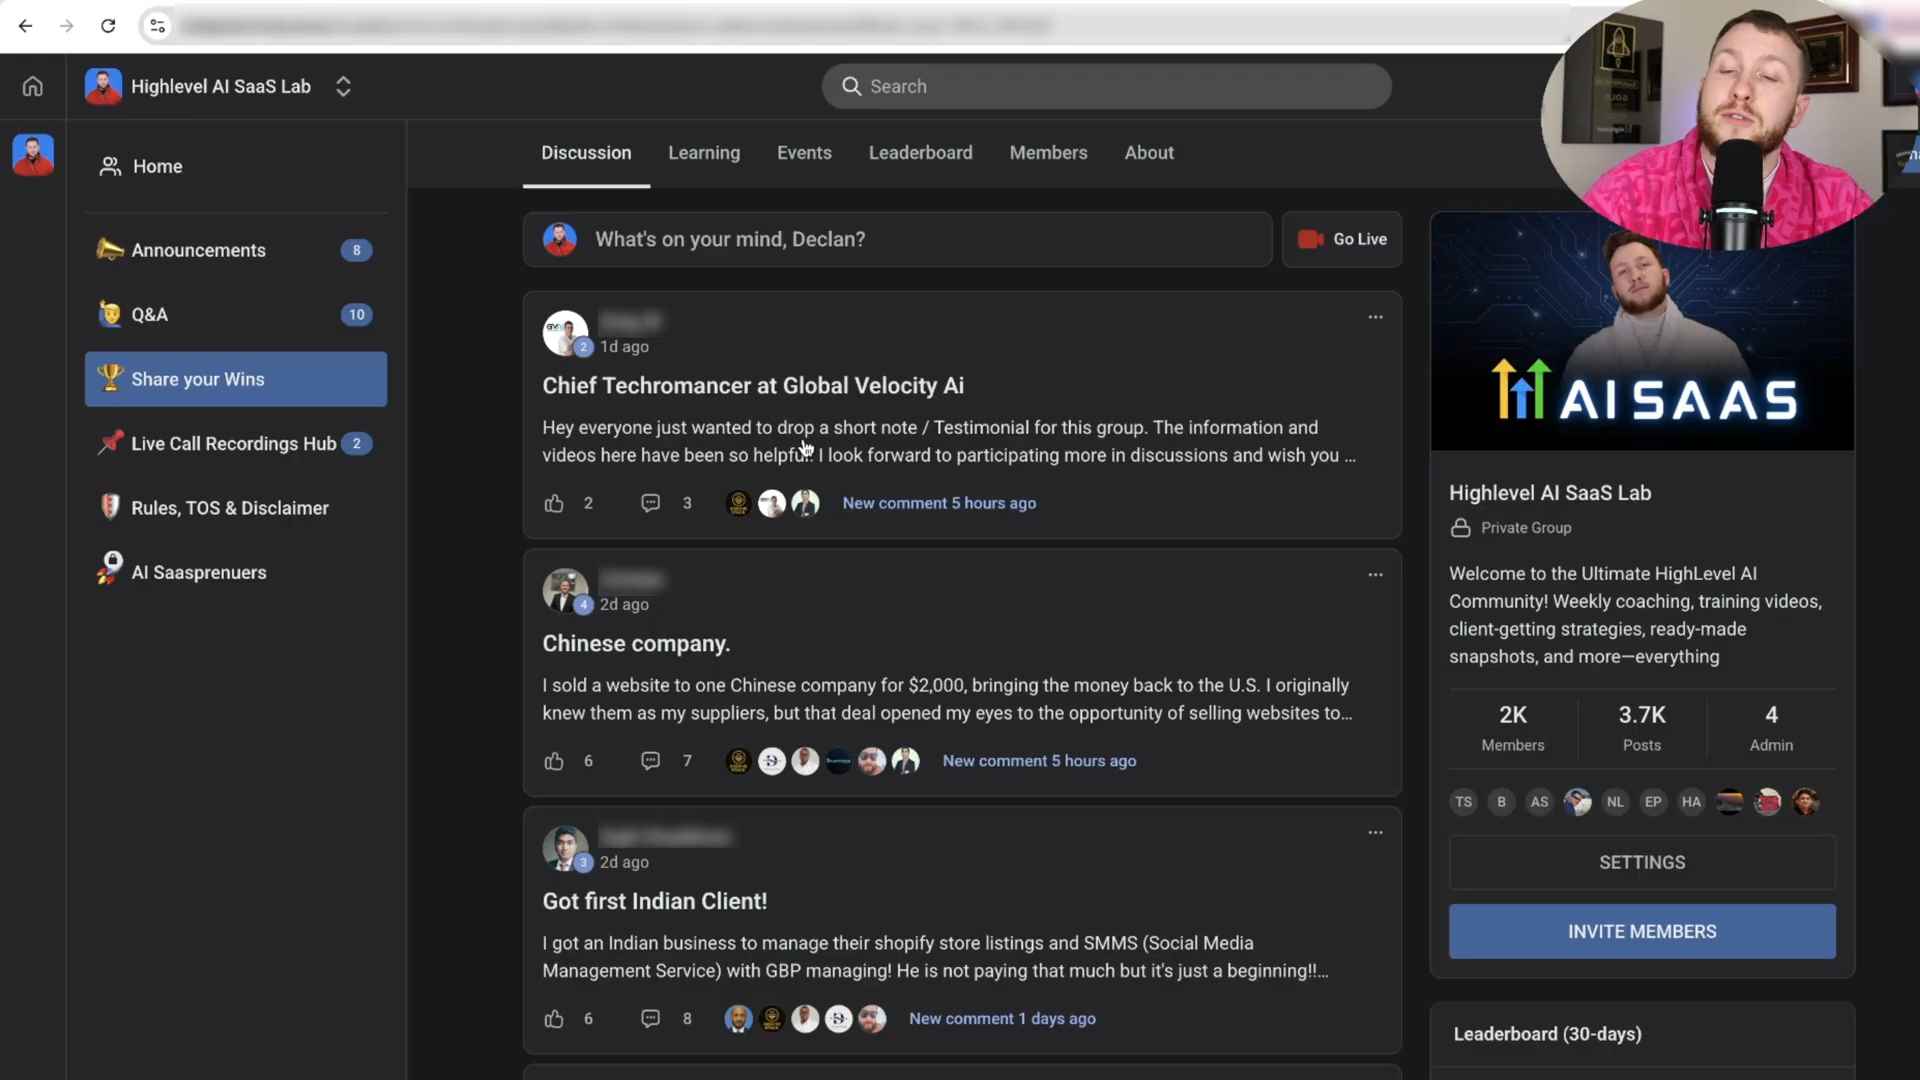 Highlevel AI SaaS Lab
Search
Home
Announcements
8
Q&A
10
Share your Wins
Live Call Recordings Hub
2
Rules, TOS & Disclaimer
AI Saasprenuers
Discussion
Learning
Events
Leaderboard
Members
About
What's on your mind, Declan?
Go Live
2
1d ago
Chief Techromancer at Global Velocity Ai
Hey everyone just wanted to drop a short note / Testimonial for this group. The information and
videos here have been so helpful! I look forward to participating more in discussions and wish you ...
2
3
New comment 5 hours ago
4
2d ago
Chinese company.
I sold a website to one Chinese company for $2,000, bringing the money back to the U.S. I originally
knew them as my suppliers, but that deal opened my eyes to the opportunity of selling websites to...
6
7
New comment 5 hours ago
3
2d ago
Got first Indian Client!
I got an Indian business to manage their shopify store listings and SMMS (Social Media
Management Service) with GBP managing! He is not paying that much but it's just a beginning!!...
6
8
New comment 1 days ago
AI SAAS
Highlevel AI SaaS Lab
Private Group
Welcome to the Ultimate HighLevel AI
Community! Weekly coaching, training videos,
client-getting strategies, ready-made
snapshots, and more—everything
2K
Members
3.7K
Posts
4
Admin
TS
B
AS
NL
EP
HA
SETTINGS
INVITE MEMBERS
Leaderboard (30-days)